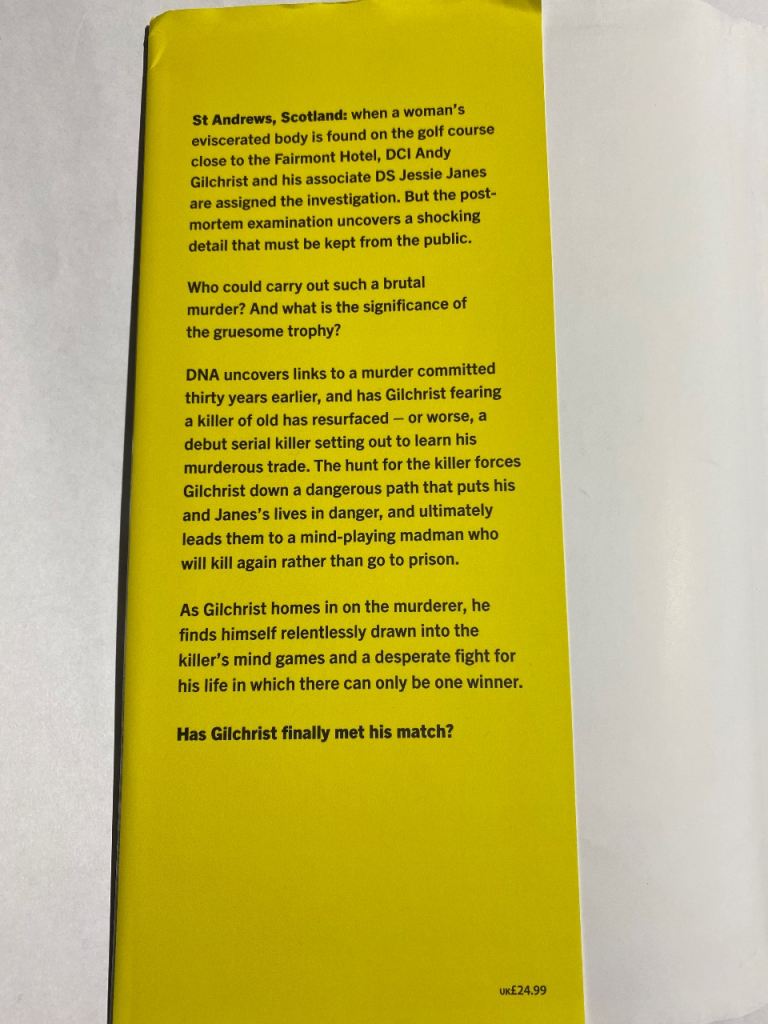 St Andrews, Scotland: when a woman's
eviscerated body is found on the golf course
close to the Fairmont Hotel, DCI Andy
Gilchrist and his associate DS Jessie Janes
are assigned the investigation. But the post-
mortem examination uncovers a shocking
detail that must be kept from the public.
Who could carry out such a brutal
murder? And what is the significance of
the gruesome trophy?
DNA uncovers links to a murder committed
thirty years earlier, and has Gilchrist fearing
a killer of old has resurfaced – or worse, a
debut serial killer setting out to learn his
murderous trade. The hunt for the killer forces
Gilchrist down a dangerous path that puts his
and Janes's lives in danger, and ultimately
leads them to a mind-playing madman who
will kill again rather than go to prison.
As Gilchrist homes in on the murderer, he
finds himself relentlessly drawn into the
killer's mind games and a desperate fight for
his life in which there can only be one winner.
Has Gilchrist finally met his match?
UK£24.99